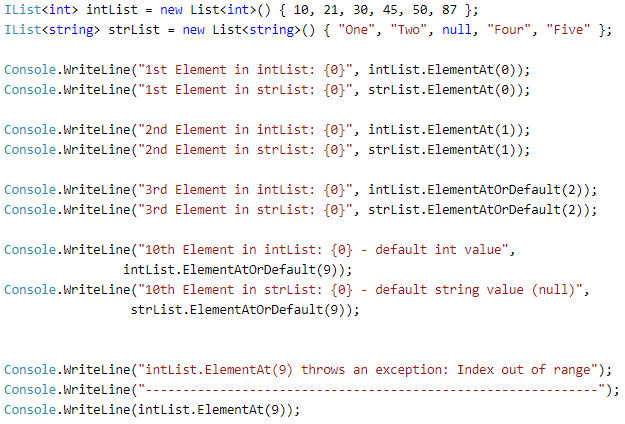 IList<int> intList = new List<int>() { 10, 21, 30, 45, 50, 87 };
IList<string> strList = new List<string>() { "One", "Two", null, "Four", "Five" };
Console.WriteLine("1st Element in intList: {0}", intList.ElementAt(0));
Console.WriteLine("1st Element in strList: {0}", strList.ElementAt(0));
Console.WriteLine("2nd Element in intList: {0}", intList.ElementAt(1));
Console.WriteLine("2nd Element in strList: {0}", strList.ElementAt(1));
Console.WriteLine("3rd Element in intList: {0}", intList.ElementAtOrDefault(2));
Console.WriteLine("3rd Element in strList: {0}", strList.ElementAtOrDefault(2));
Console.WriteLine("10th Element in intList: {0} - default int value",
intList.ElementAtOrDefault(9));
Console.WriteLine("10th Element in strList: {0} - default string value (null)",
strList.ElementAtOrDefault(9));
Console.WriteLine("intList.ElementAt(9) throws an exception: Index out of range");
Console.WriteLine("-------------------------------------------------------------");
Console.WriteLine(intList.ElementAt(9));